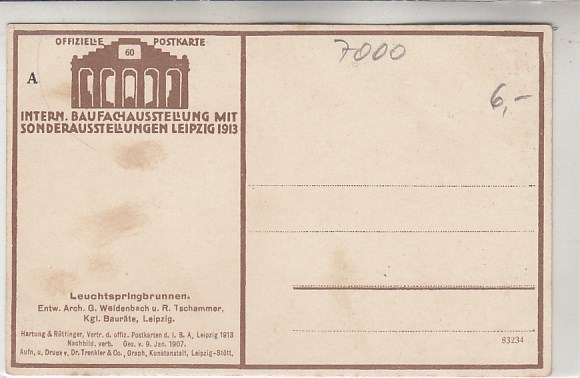 OFFIZIELLE POSTKARTE
60
A
INTERN. BAUFACHAUSSTELLUNG MIT
SONDERAUSSTELLUNGEN LEIPZIG 1913
7000
6,-
Leuchtspringbrunnen.
Entw. Arch. G. Weidenbach u. R. Tschammer,
Kgl. Bauräte, Leipzig.
Hartung & Rüttinger, Vertr. d. offiz. Postkarten d. I. B. A, Leipzig 1913
Nachbild. verb. Ges. v. 9. Jan. 1907.
Aufn. u. Druck v. Dr. Trenkler & Co., Graph. Kunstanstalt, Leipzig-Stött.
83234